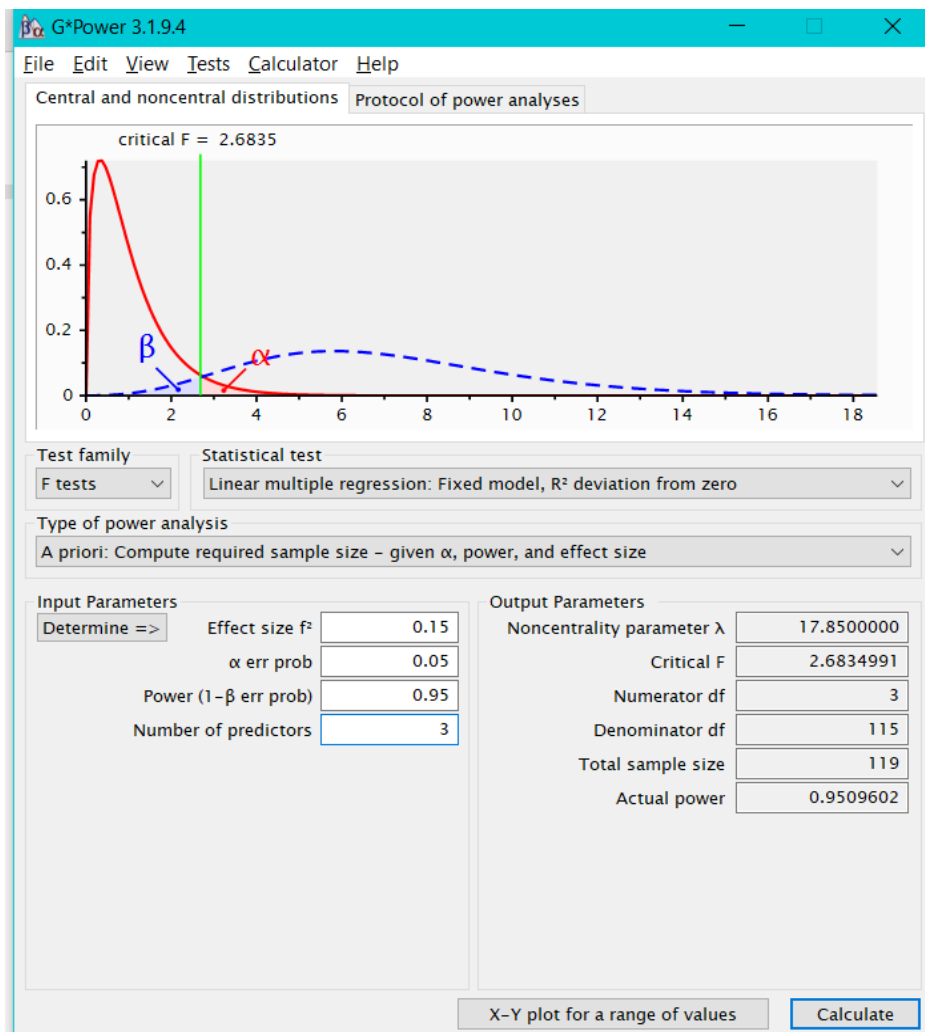 G*Power 3.1.9.4
File Edit View Tests Calculator Help
Central and noncentral distributions Protocol of power analyses
critical F = 2.6835
0.6
0.4
0.2
0
β
α
0 2 4 6 8 10 12 14 16 18
Test family Statistical test
F tests Linear multiple regression: Fixed model, R² deviation from zero
Type of power analysis
A priori: Compute required sample size – given α, power, and effect size
Input Parameters
Determine => Effect size f² 0.15
α err prob 0.05
Power (1–β err prob) 0.95
Number of predictors 3
Output Parameters
Noncentrality parameter λ 17.8500000
Critical F 2.6834991
Numerator df 3
Denominator df 115
Total sample size 119
Actual power 0.9509602
X–Y plot for a range of values Calculate